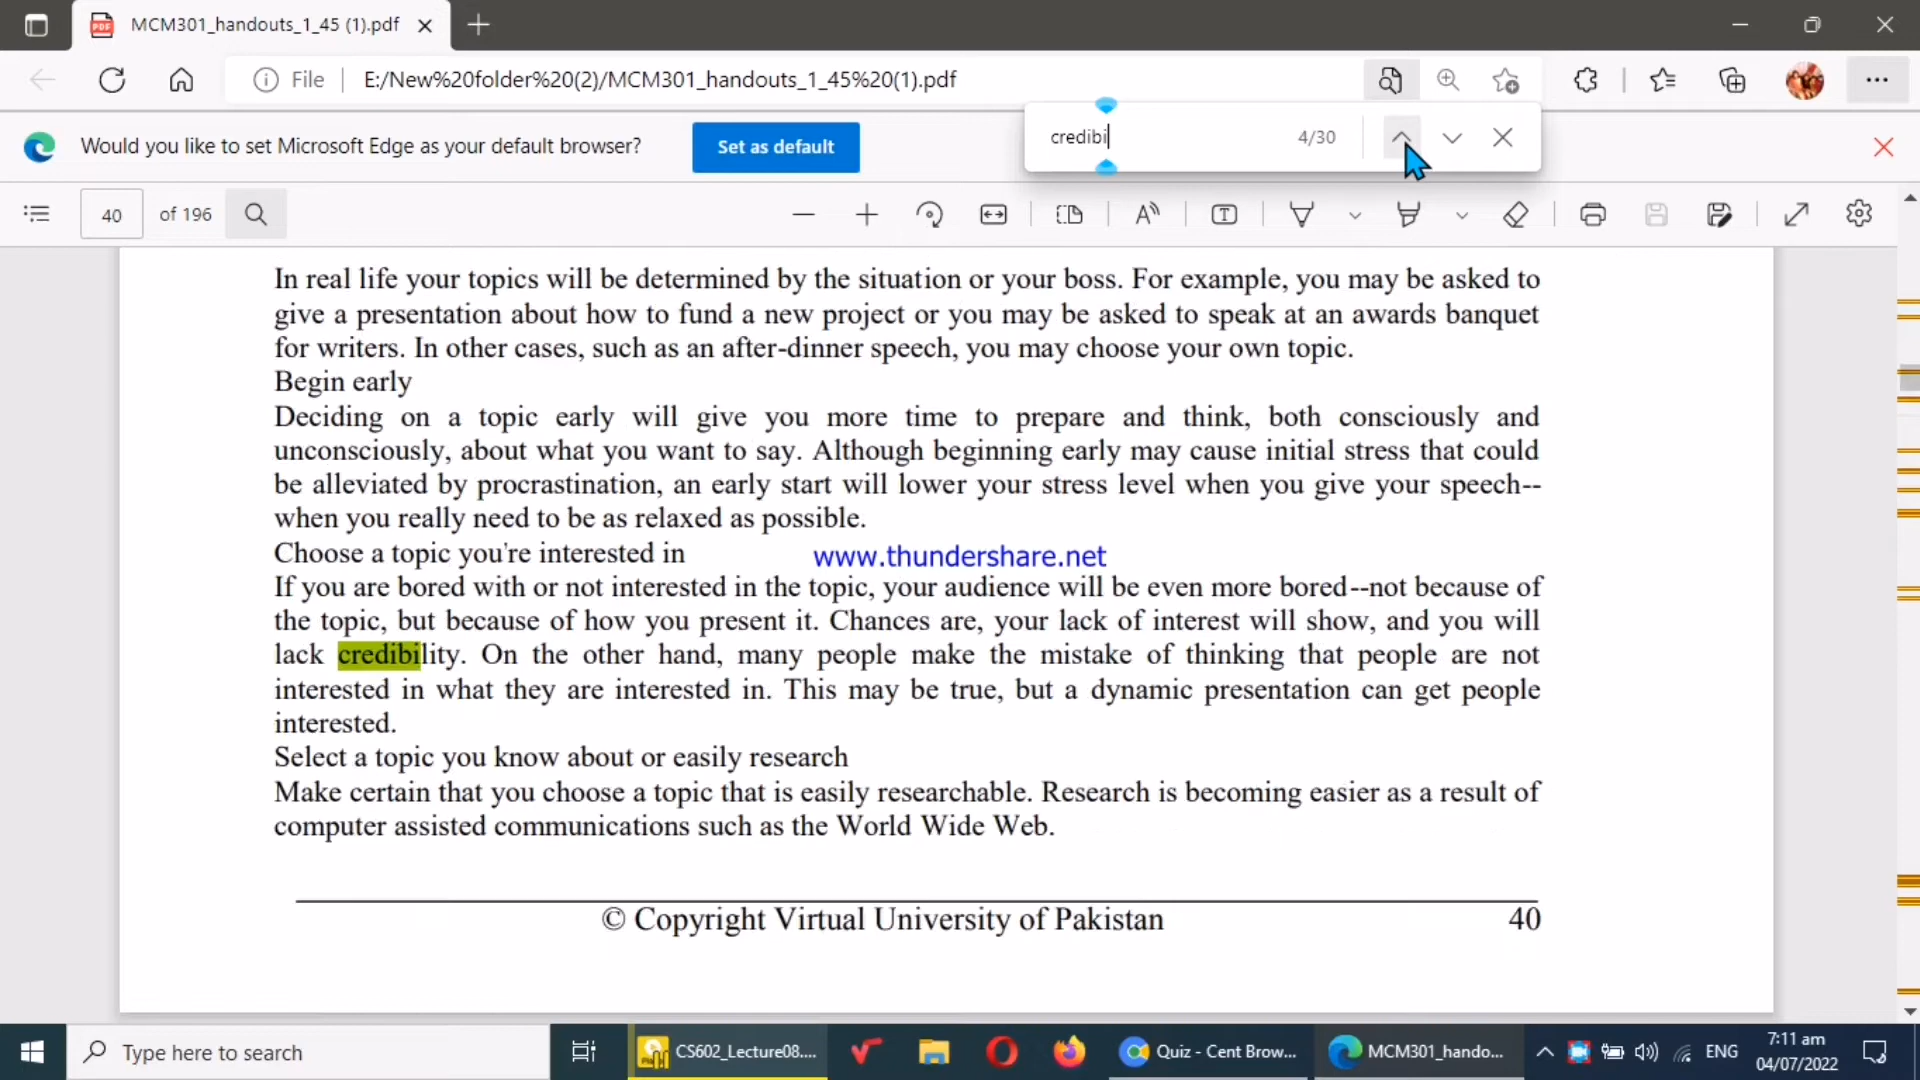 MCM301_handouts_1_45 (1).pdf
File
E:/New%20folder%20(2)/MCM301_handouts_1_45%20(1).pdf
credibi
4/30
Would you like to set Microsoft Edge as your default browser?
Set as default
40
of 196
In real life your topics will be determined by the situation or your boss. For example, you may be asked to
give a presentation about how to fund a new project or you may be asked to speak at an awards banquet
for writers. In other cases, such as an after-dinner speech, you may choose your own topic.
Begin early
Deciding on a topic early will give you more time to prepare and think, both consciously and
unconsciously, about what you want to say. Although beginning early may cause initial stress that could
be alleviated by procrastination, an early start will lower your stress level when you give your speech--
when you really need to be as relaxed as possible.
Choose a topic you're interested in
www.thundershare.net
If you are bored with or not interested in the topic, your audience will be even more bored--not because of
the topic, but because of how you present it. Chances are, your lack of interest will show, and you will
lack credibility. On the other hand, many people make the mistake of thinking that people are not
interested in what they are interested in. This may be true, but a dynamic presentation can get people
interested.
Select a topic you know about or easily research
Make certain that you choose a topic that is easily researchable. Research is becoming easier as a result of
computer assisted communications such as the World Wide Web.
© Copyright Virtual University of Pakistan
40
Type here to search
CS602_Lecture08....
Quiz - Cent Brow...
MCM301_hando...
ENG
7:11 am
04/07/2022